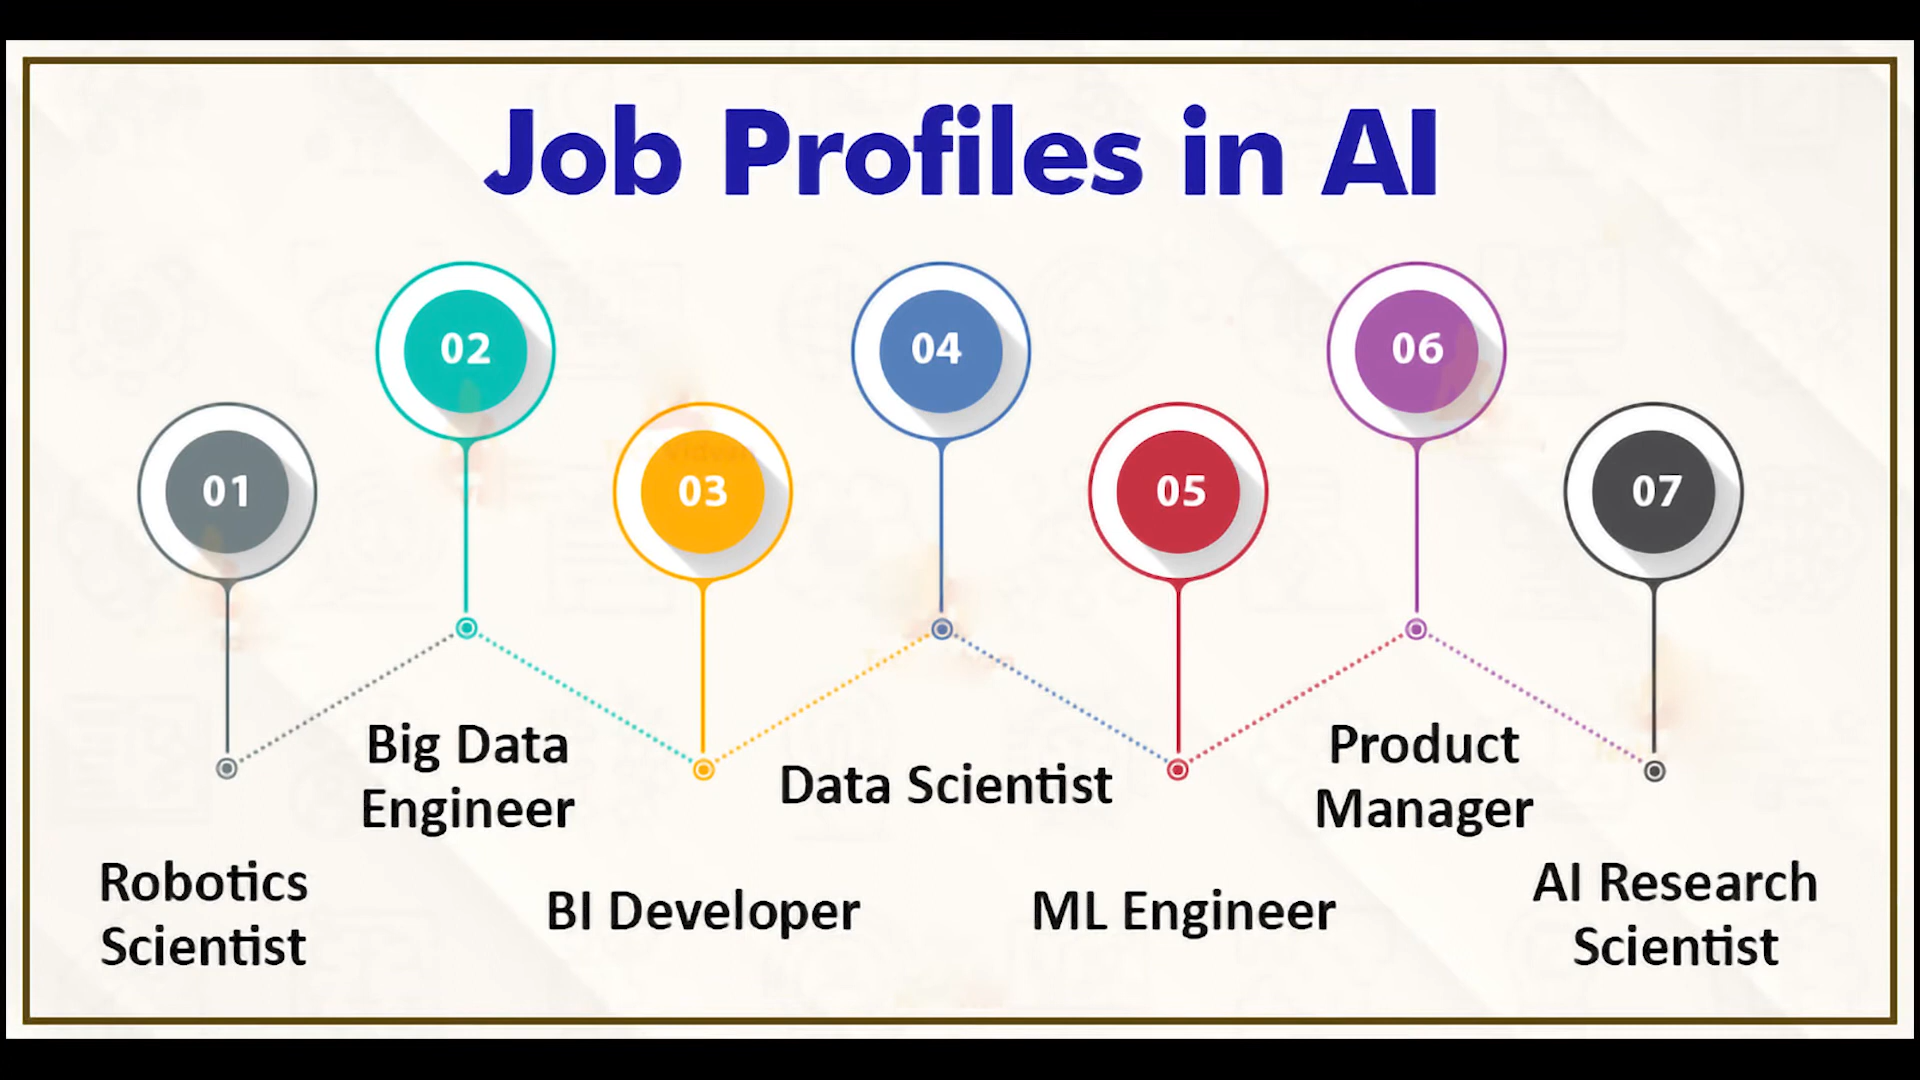 Job Profiles in AI
01
Robotics
Scientist
02
Big Data
Engineer
03
BI Developer
04
Data Scientist
05
ML Engineer
06
Product
Manager
07
AI Research
Scientist